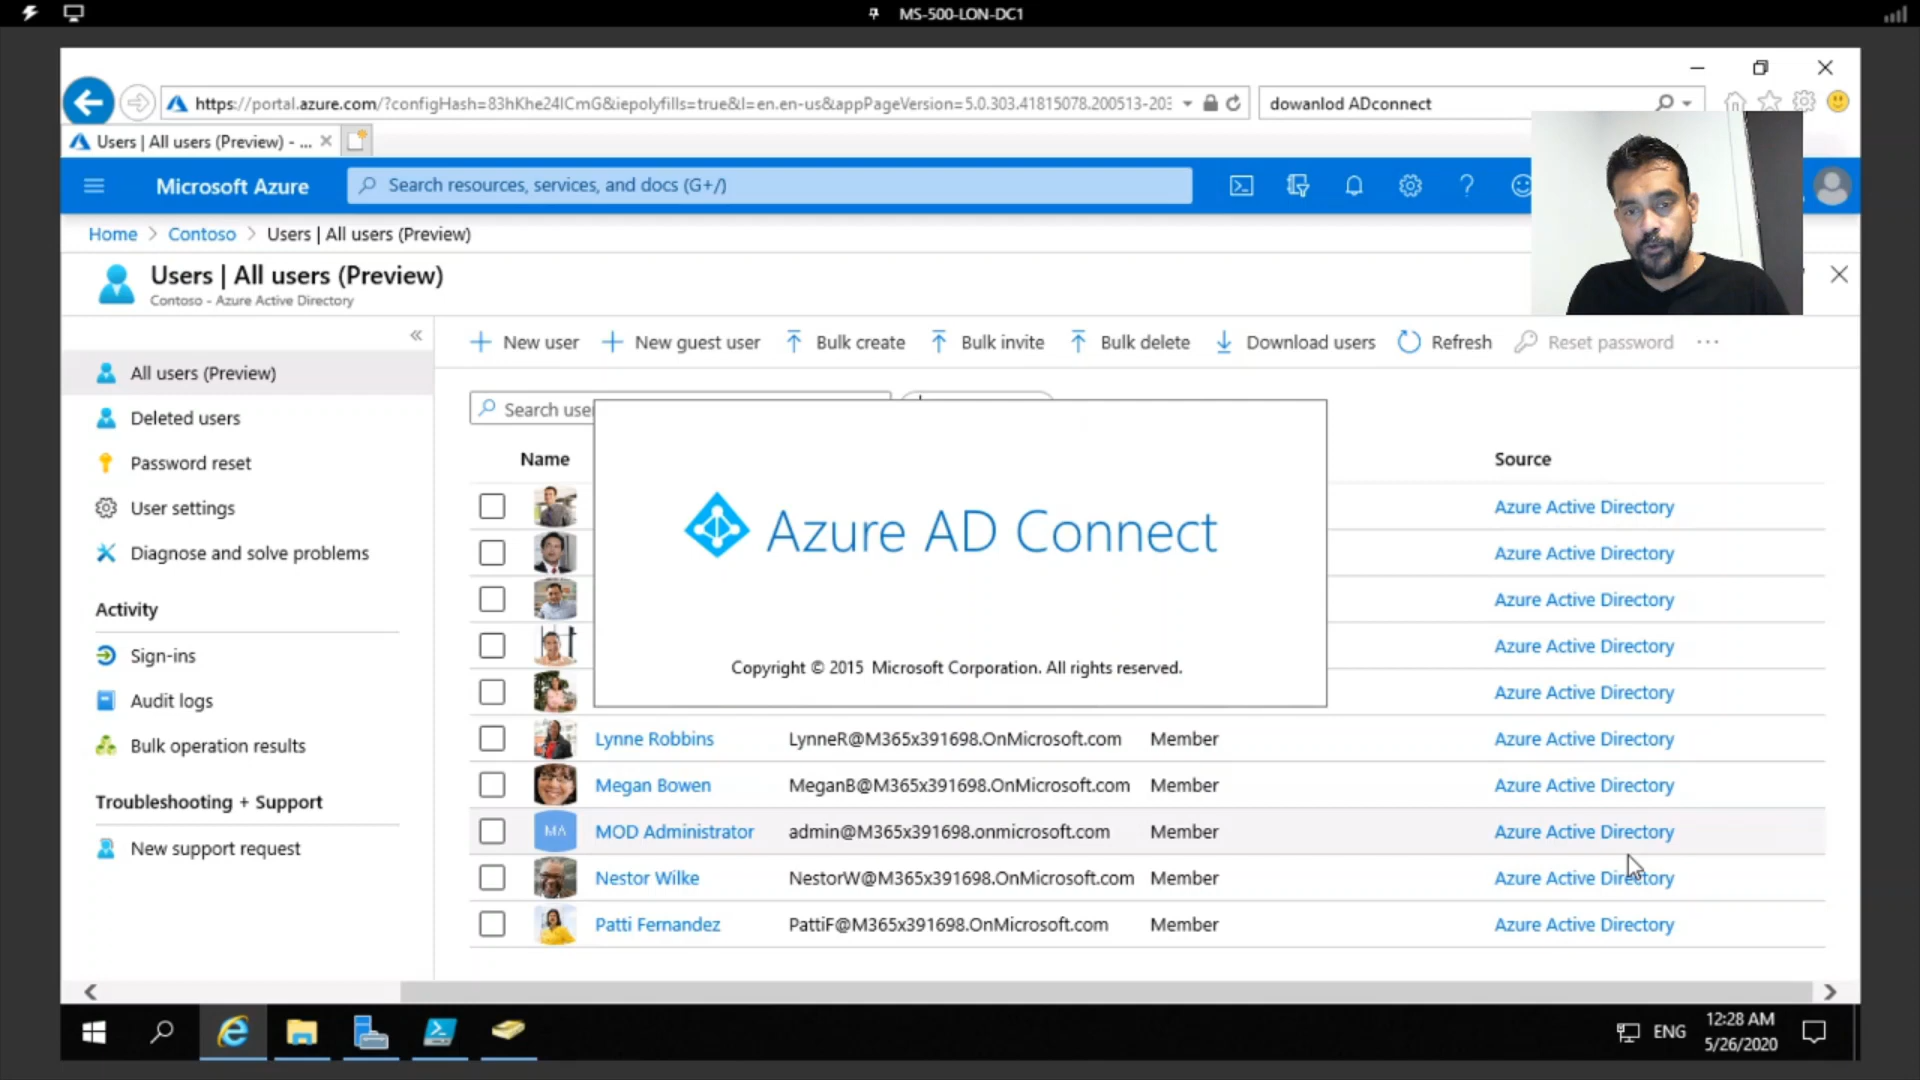 MS-500-LON-DC1
https://portal.azure.com/?configHash=83hKhe24ICmG&iepolyfills=true&l=en.en-us&appPageVersion=5.0.303.41815078.200513-203
dowanlod ADconnect
Users | All users (Preview) - ...
Microsoft Azure
Search resources, services, and docs (G+/)
Home > Contoso > Users | All users (Preview)
Users | All users (Preview)
Contoso - Azure Active Directory
All users (Preview)
Deleted users
Password reset
User settings
Diagnose and solve problems
Activity
Sign-ins
Audit logs
Bulk operation results
Troubleshooting + Support
New support request
New user
New guest user
Bulk create
Bulk invite
Bulk delete
Download users
Refresh
Reset password
Search use
Name
Source
Azure Active Directory
Azure Active Directory
Azure Active Directory
Azure Active Directory
Azure Active Directory
Azure AD Connect
Copyright © 2015 Microsoft Corporation. All rights reserved.
Lynne Robbins LynneR@M365x391698.OnMicrosoft.com Member Azure Active Directory
Megan Bowen MeganB@M365x391698.OnMicrosoft.com Member Azure Active Directory
MA MOD Administrator admin@M365x391698.onmicrosoft.com Member Azure Active Directory
Nestor Wilke NestorW@M365x391698.OnMicrosoft.com Member Azure Active Directory
Patti Fernandez PattiF@M365x391698.OnMicrosoft.com Member Azure Active Directory
ENG
12:28 AM
5/26/2020